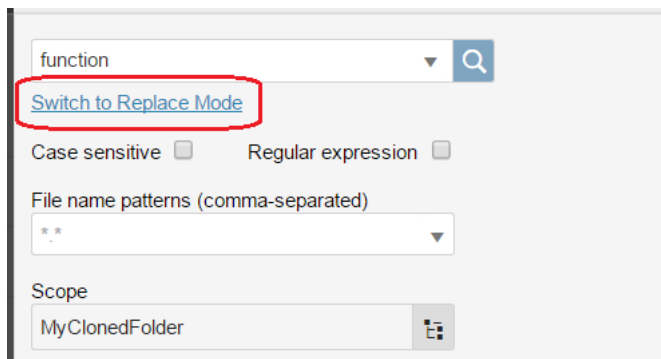 function
Switch to Replace Mode
Case sensitive Regular expression
File name patterns (comma-separated)
*.*
Scope
MyClonedFolder